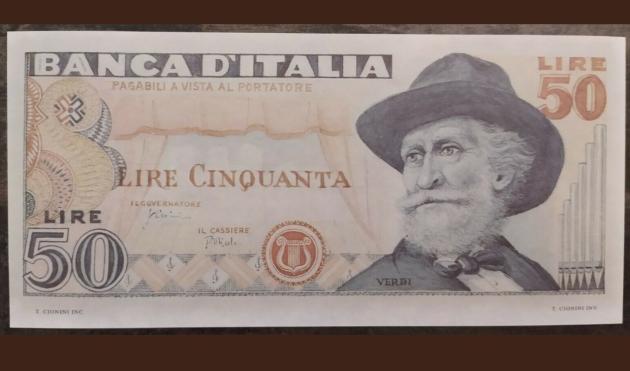 BANCA D'ITALIA
LIRE
50
PAGABILI A VISTA AL PORTATORE
LIRE CINQUANTA
IL GOVERNATORE
IL CASSIERE
LIRE
50
VERDI
T. CIONINI INC.
T. CIONINI INV.